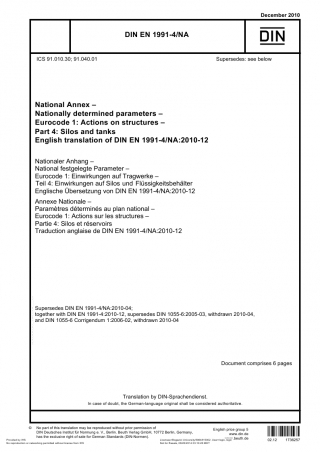 December 2010
DIN EN 1991-4/NA
DIN
ICS 91.010.30; 91.040.01
Supersedes: see below
National Annex –
Nationally determined parameters –
Eurocode 1: Actions on structures –
Part 4: Silos and tanks
English translation of DIN EN 1991-4/NA:2010-12
Nationaler Anhang –
National festgelegte Parameter –
Eurocode 1: Einwirkungen auf Tragwerke –
Teil 4: Einwirkungen auf Silos und Flüssigkeitsbehälter
Englische Übersetzung von DIN EN 1991-4/NA:2010-12
Annexe Nationale –
Paramètres déterminés au plan national –
Eurocode 1: Actions sur les structures –
Partie 4: Silos et réservoirs
Traduction anglaise de DIN EN 1991-4/NA:2010-12
Supersedes DIN EN 1991-4/NA:2010-04;
together with DIN EN 1991-4:2010-12, supersedes DIN 1055-6:2005-03, withdrawn 2010-04,
and DIN 1055-6 Corrigendum 1:2006-02, withdrawn 2010-04
Document comprises 6 pages
Translation by DIN-Sprachendienst.
In case of doubt, the German-language original shall be considered authoritative.
© No part of this translation may be reproduced without prior permission of
DIN Deutsches Institut für Normung e. V., Berlin. Beuth Verlag GmbH, 10772 Berlin, Germany,
has the exclusive right of sale for German Standards (DIN-Normen).
English price group 5
www.din.de
www.beuth.de